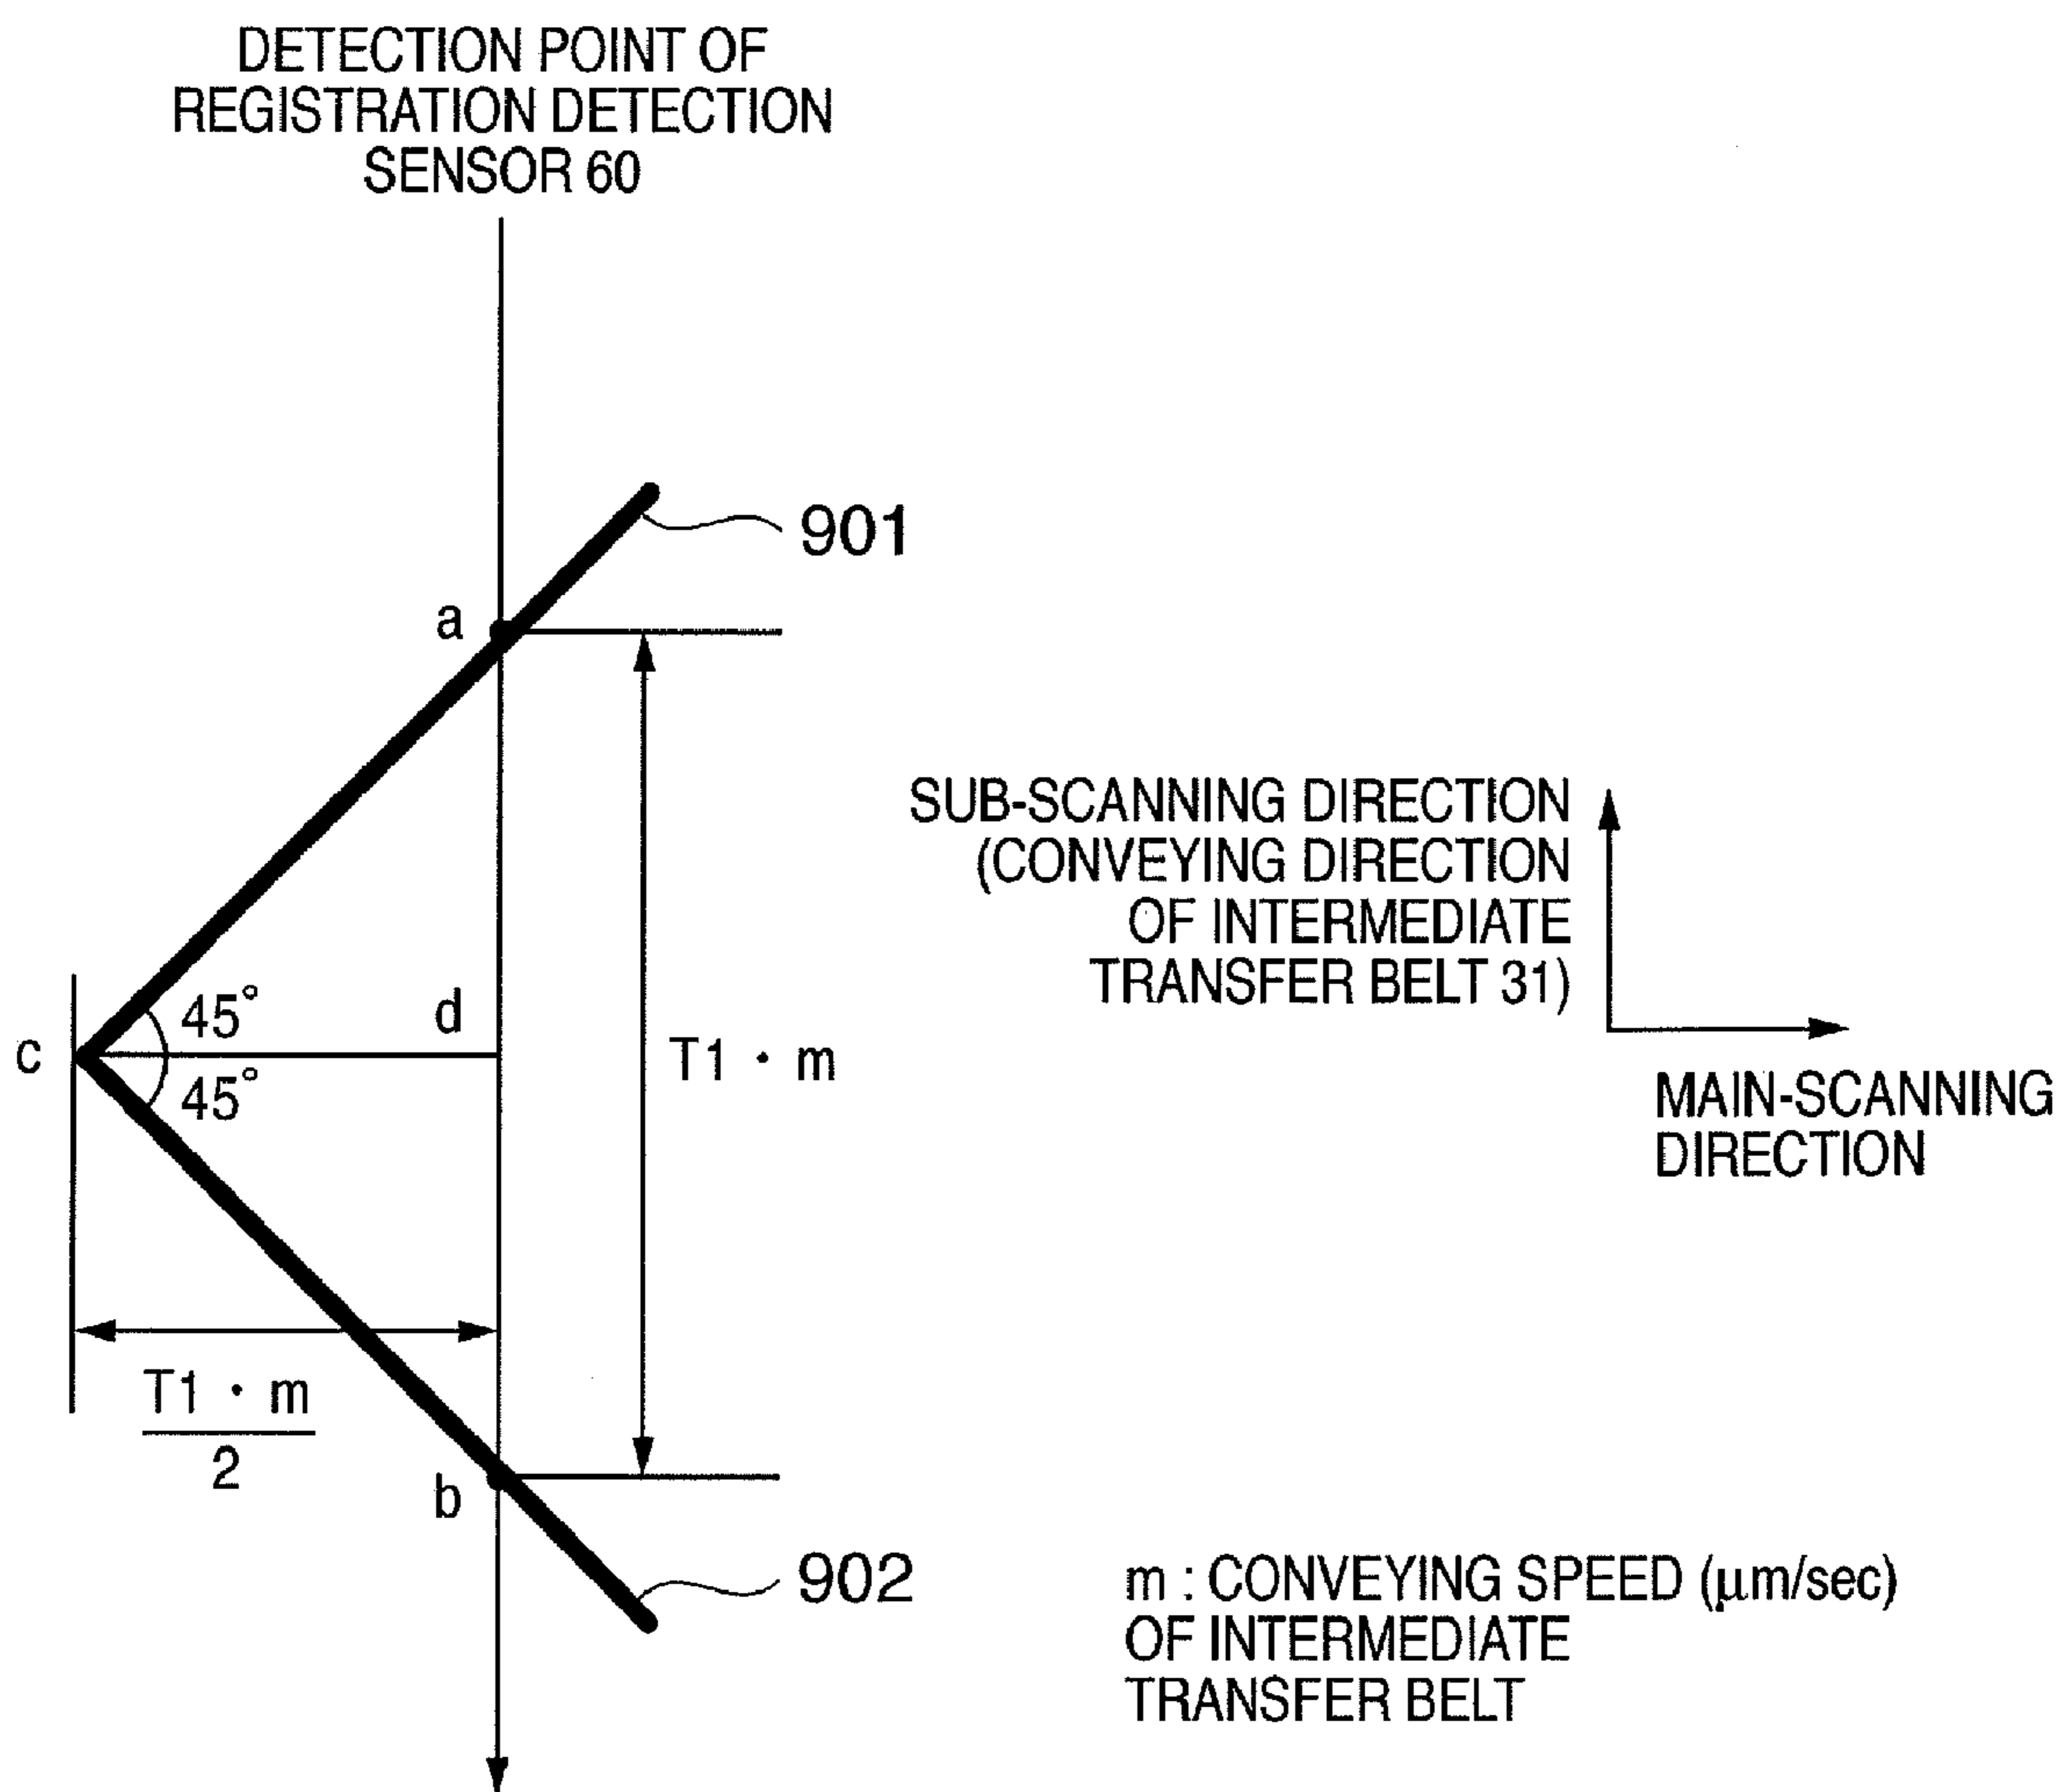 DETECTION POINT OF
REGISTRATION DETECTION
SENSOR 60
901
a
SUB-SCANNING DIRECTION
(CONVEYING DIRECTION
OF INTERMEDIATE
TRANSFER BELT 31)
45°
d
c
T1 · m
45°
MAIN-SCANNING
DIRECTION
T1 · m
2
b
902
m : CONVEYING SPEED (μm/sec)
OF INTERMEDIATE
TRANSFER BELT